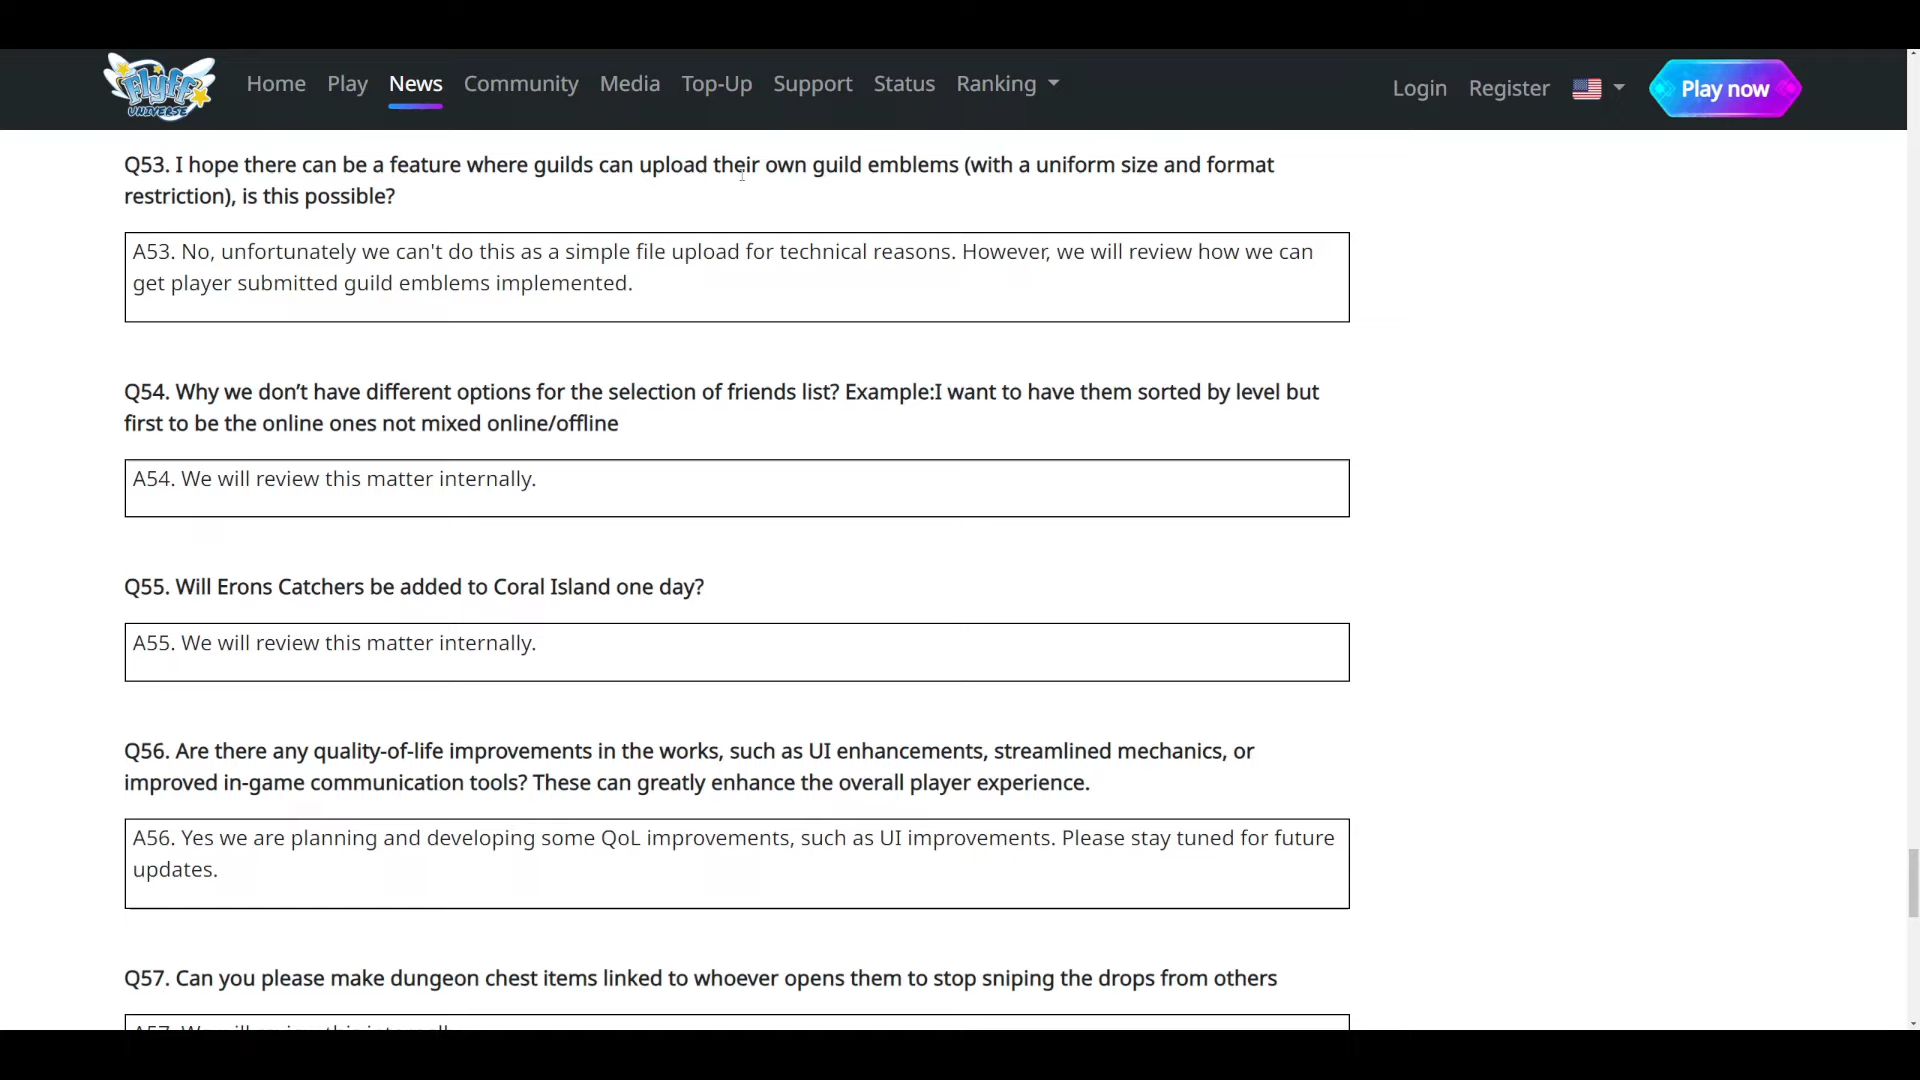 Flyff
UNIVERSE
Home Play News Community Media Top-Up Support Status Ranking
Login Register Play now
Q53. I hope there can be a feature where guilds can upload their own guild emblems (with a uniform size and format
restriction), is this possible?
A53. No, unfortunately we can't do this as a simple file upload for technical reasons. However, we will review how we can
get player submitted guild emblems implemented.
Q54. Why we don’t have different options for the selection of friends list? Example:I want to have them sorted by level but
first to be the online ones not mixed online/offline
A54. We will review this matter internally.
Q55. Will Erons Catchers be added to Coral Island one day?
A55. We will review this matter internally.
Q56. Are there any quality-of-life improvements in the works, such as UI enhancements, streamlined mechanics, or
improved in-game communication tools? These can greatly enhance the overall player experience.
A56. Yes we are planning and developing some QoL improvements, such as UI improvements. Please stay tuned for future
updates.
Q57. Can you please make dungeon chest items linked to whoever opens them to stop sniping the drops from others
A57. We will review this internally.